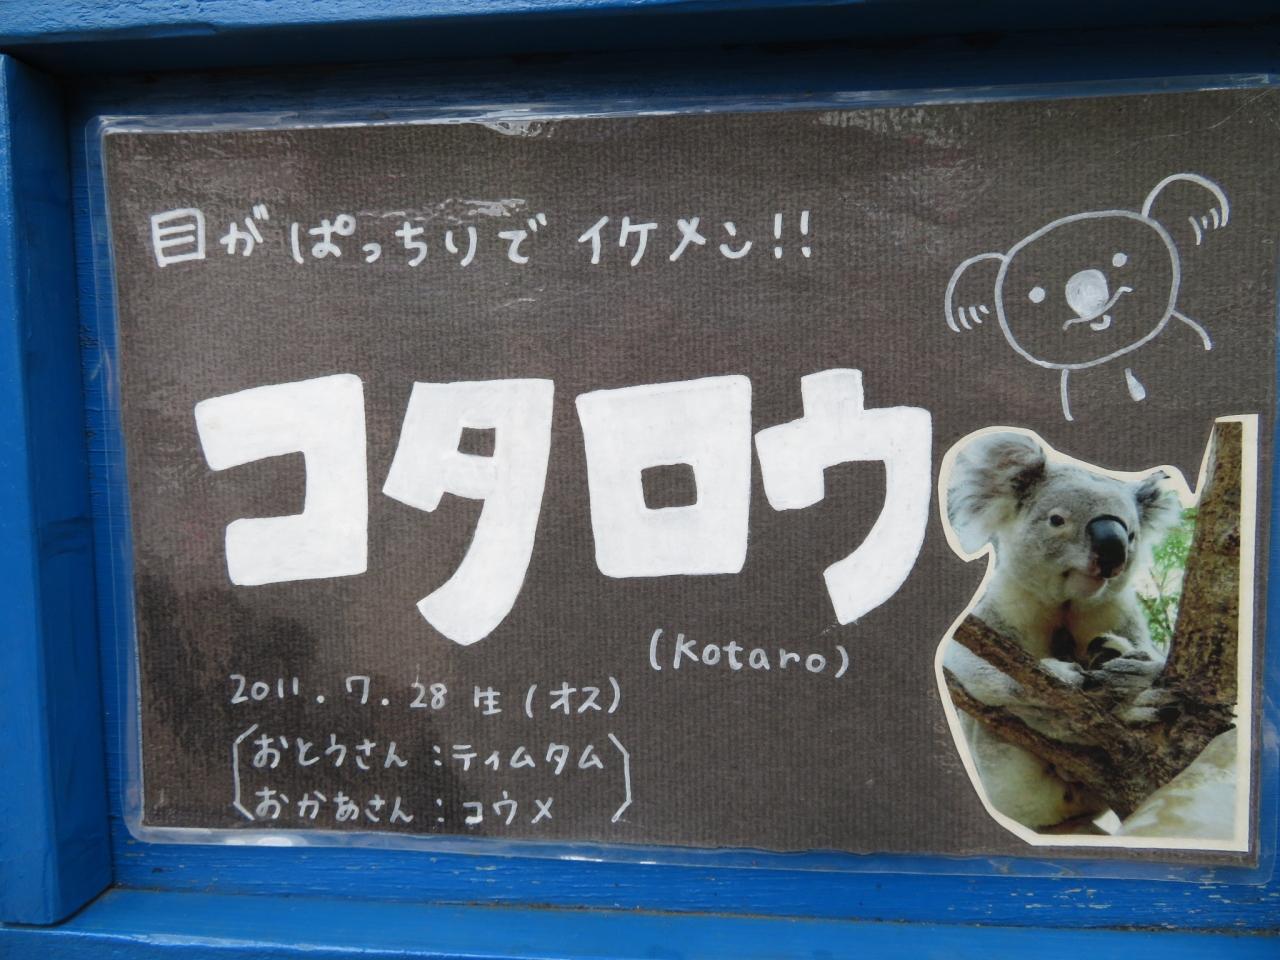 目がぱっちりで イケメン!!
コタロウ
(Kotaro)
2011.7.28 生 (オス)
おとうさん:ティムタム
おかあさん:コウメ